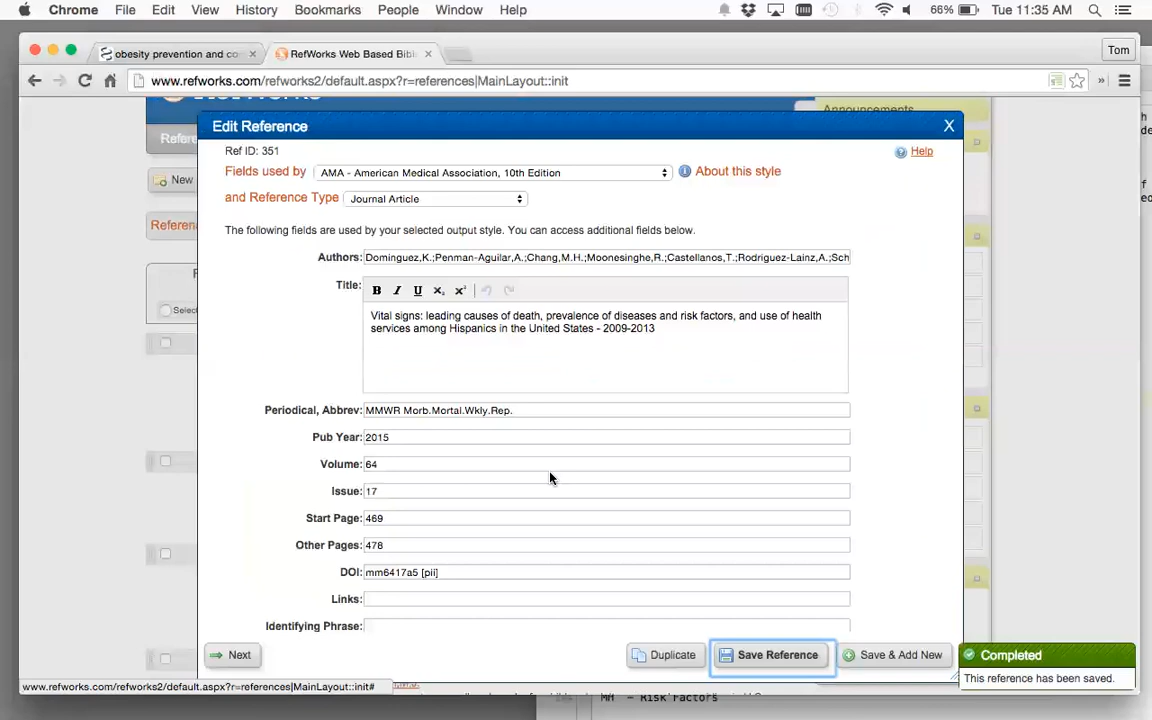 Chrome File Edit View History Bookmarks People Window Help 66% Tue 11:35 AM
obesity prevention and co RefWorks Web Based Bib Tom
www.refworks.com/refworks2/default.aspx?r=references|MainLayout::init
Announcements
Edit Reference X
Ref ID: 351 Help
Fields used by AMA - American Medical Association, 10th Edition About this style
New
and Reference Type Journal Article
The following fields are used by your selected output style. You can access additional fields below.
Authors: Dominguez,K.;Penman-Aguilar,A.;Chang,M.H.;Moonesinghe,R.;Castellanos,T.;Rodriguez-Lainz,A.;Sch
Title: B I U X₂ X²
Vital signs: leading causes of death, prevalence of diseases and risk factors, and use of health
services among Hispanics in the United States - 2009-2013
Periodical, Abbrev: MMWR Morb.Mortal.Wkly.Rep.
Pub Year: 2015
Volume: 64
Issue: 17
Start Page: 469
Other Pages: 478
DOI: mm6417a5 [pii]
Links:
Identifying Phrase:
Next Duplicate Save Reference Save & Add New Completed
This reference has been saved.
www.refworks.com/refworks2/default.aspx?r=references|MainLayout::init#
MH - Risk Factors